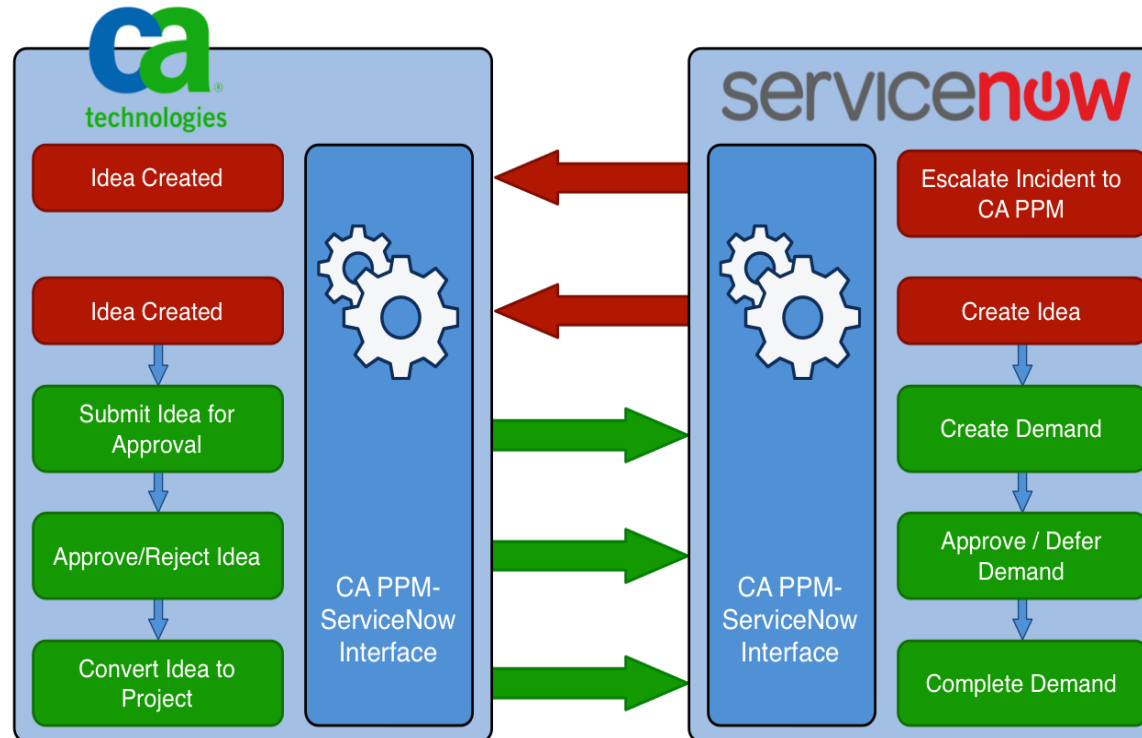 ca
®
technologies
Idea Created
Idea Created
Submit Idea for
Approval
Approve/Reject Idea
Convert Idea to
Project
CA PPM-
ServiceNow
Interface
servicenow
CA PPM-
ServiceNow
Interface
Escalate Incident to
CA PPM
Create Idea
Create Demand
Approve / Defer
Demand
Complete Demand